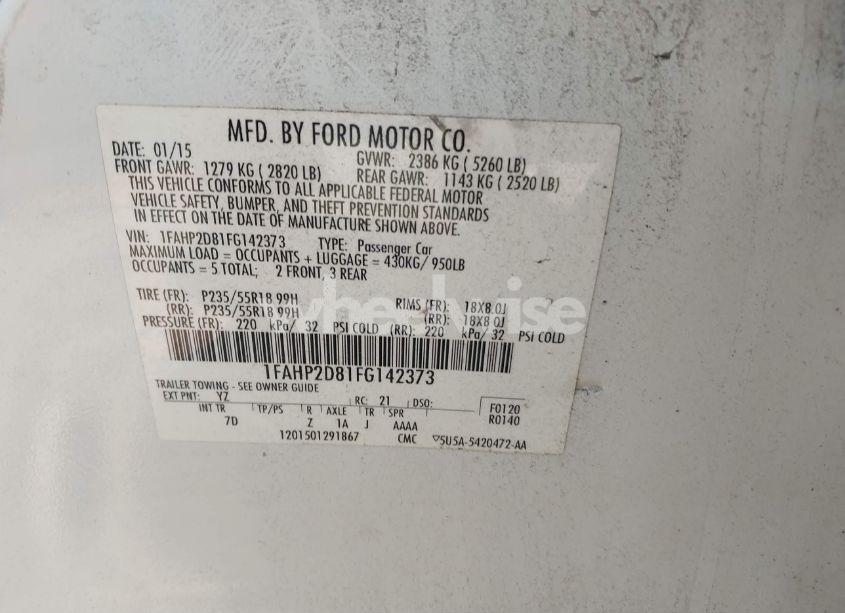 MFD. BY FORD MOTOR CO.
DATE: 01/15 GVWR: 2386 KG ( 5260 LB)
FRONT GAWR: 1279 KG ( 2820 LB) REAR GAWR: 1143 KG ( 2520 LB)
THIS VEHICLE CONFORMS TO ALL APPLICABLE FEDERAL MOTOR
VEHICLE SAFETY, BUMPER, AND THEFT PREVENTION STANDARDS
IN EFFECT ON THE DATE OF MANUFACTURE SHOWN ABOVE.
VIN: 1FAHP2D81FG142373 TYPE: Passenger Car
MAXIMUM LOAD = OCCUPANTS + LUGGAGE = 430KG/ 950LB
OCCUPANTS = 5 TOTAL; 2 FRONT, 3 REAR
TIRE (FR): P235/55R18 99H RIMS (FR): 18X8.0J
(RR): P235/55R18 99H (RR): 18X8.0J
PRESSURE (FR): 220 kPa/ 32 PSI COLD (RR): 220 kPa/ 32 PSI COLD
wheelwise
1FAHP2D81FG142373
TRAILER TOWING - SEE OWNER GUIDE
EXT PNT: YZ RC: 21 DSO: F0120
INT TR TP/PS R AXLE TR SPR R0140
7D Z 1A J AAAA
1201501291867 CMC 5U5A-5420472-AA